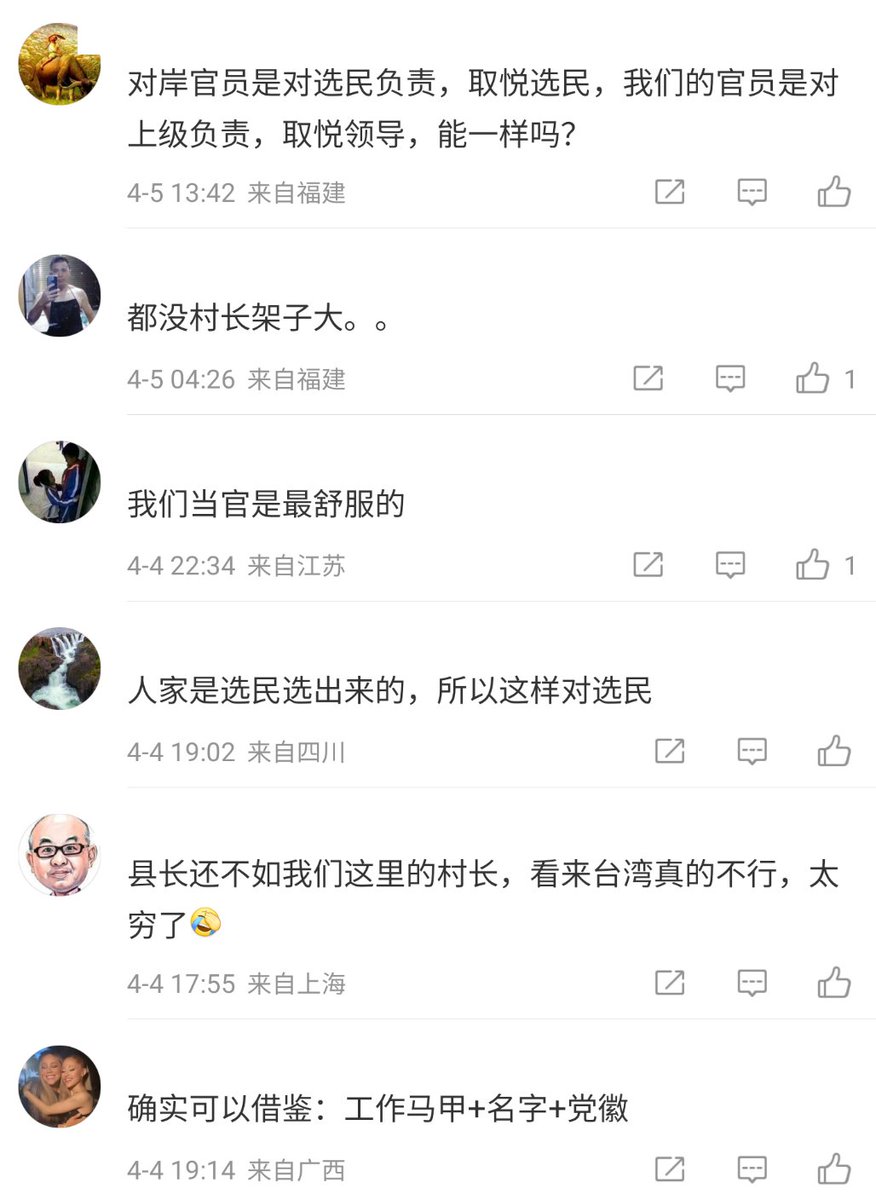 对岸官员是对选民负责，取悦选民，我们的官员是对
上级负责，取悦领导，能一样吗？
4-5 13:42 来自福建
都没村长架子大。。
4-5 04:26 来自福建
1
我们当官是最舒服的
4-4 22:34 来自江苏
1
人家是选民选出来的，所以这样对选民
4-4 19:02 来自四川
县长还不如我们这里的村长，看来台湾真的不行，太
穷了🤣
4-4 17:55 来自上海
确实可以借鉴：工作马甲+名字+党徽
4-4 19:14 来自广西